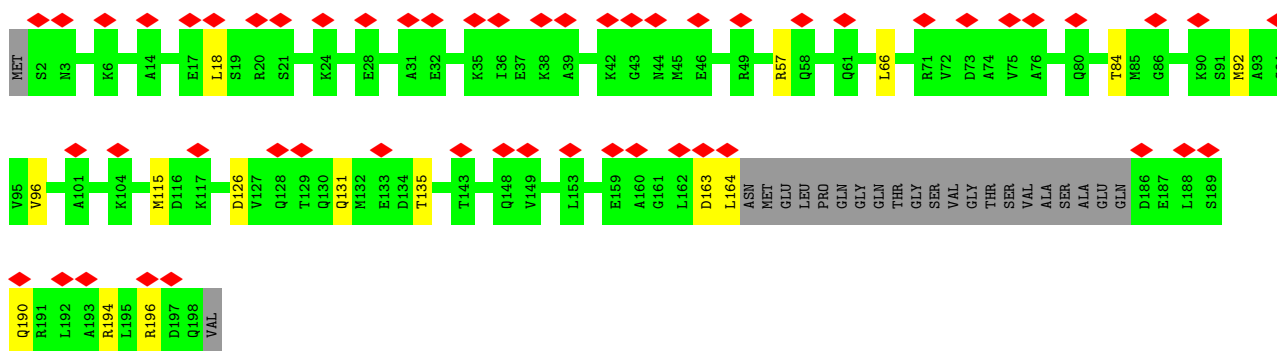 MET S2 N3 K6 A14 E17 L18 S19 R20 S21 K24 E28 A31 E32 K35 I36 E37 K38 A39 K42 G43 N44 M45 E46 R49 R57 Q58 Q61 L66 R71 V72 D73 A74 V75 A76 Q80 T84 M85 G86 K90 S91 M92 A93
V95 V96 A101 K104 M115 D116 K117 D126 V127 Q128 T129 Q130 Q131 M132 E133 D134 T135 T143 Q148 V149 L153 E159 A160 G161 L162 D163 L164 ASN MET GLU LEU PRO GLN GLY GLN THR GLY SER VAL GLY THR SER VAL ALA SER ALA GLU GLN D186 E187 L188 S189
Q190 R191 L192 A193 R194 L195 R196 D197 Q198 VAL